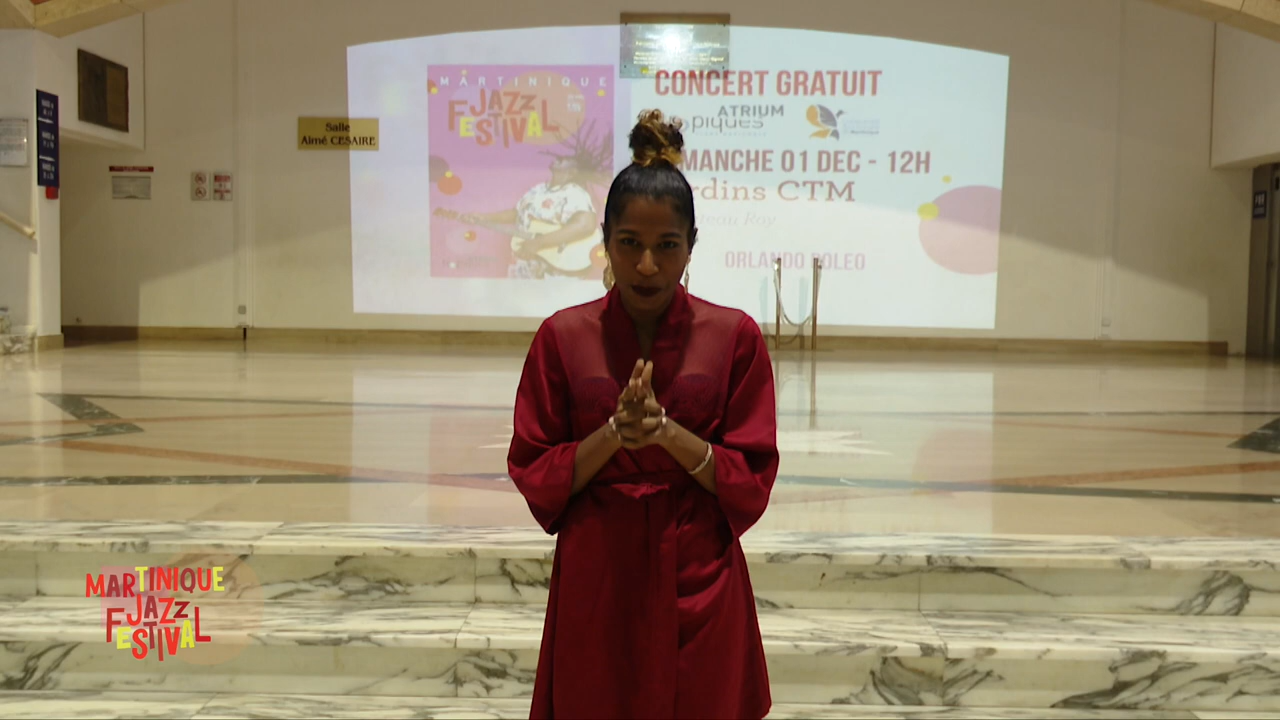 MARTINIQUE
JAZZ
FESTIVAL
CONCERT GRATUIT
ATRIUM
piques
MANCHE 01 DEC - 12H
rdins CTM
ORLANDO POLEO
Salle
Aimé CESAIRE
MARTINIQUE
JAZZ
FESTIVAL